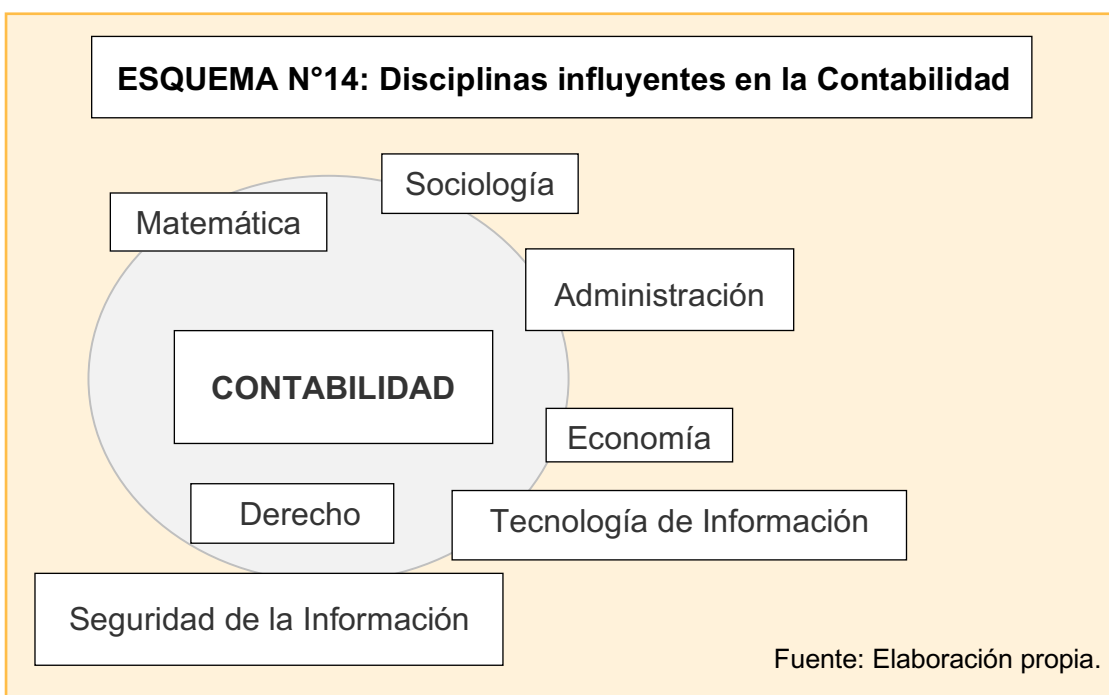 ESQUEMA N°14: Disciplinas influyentes en la Contabilidad
Sociología
Matemática
Administración
CONTABILIDAD
Economía
Derecho
Tecnología de Información
Seguridad de la Información
Fuente: Elaboración propia.